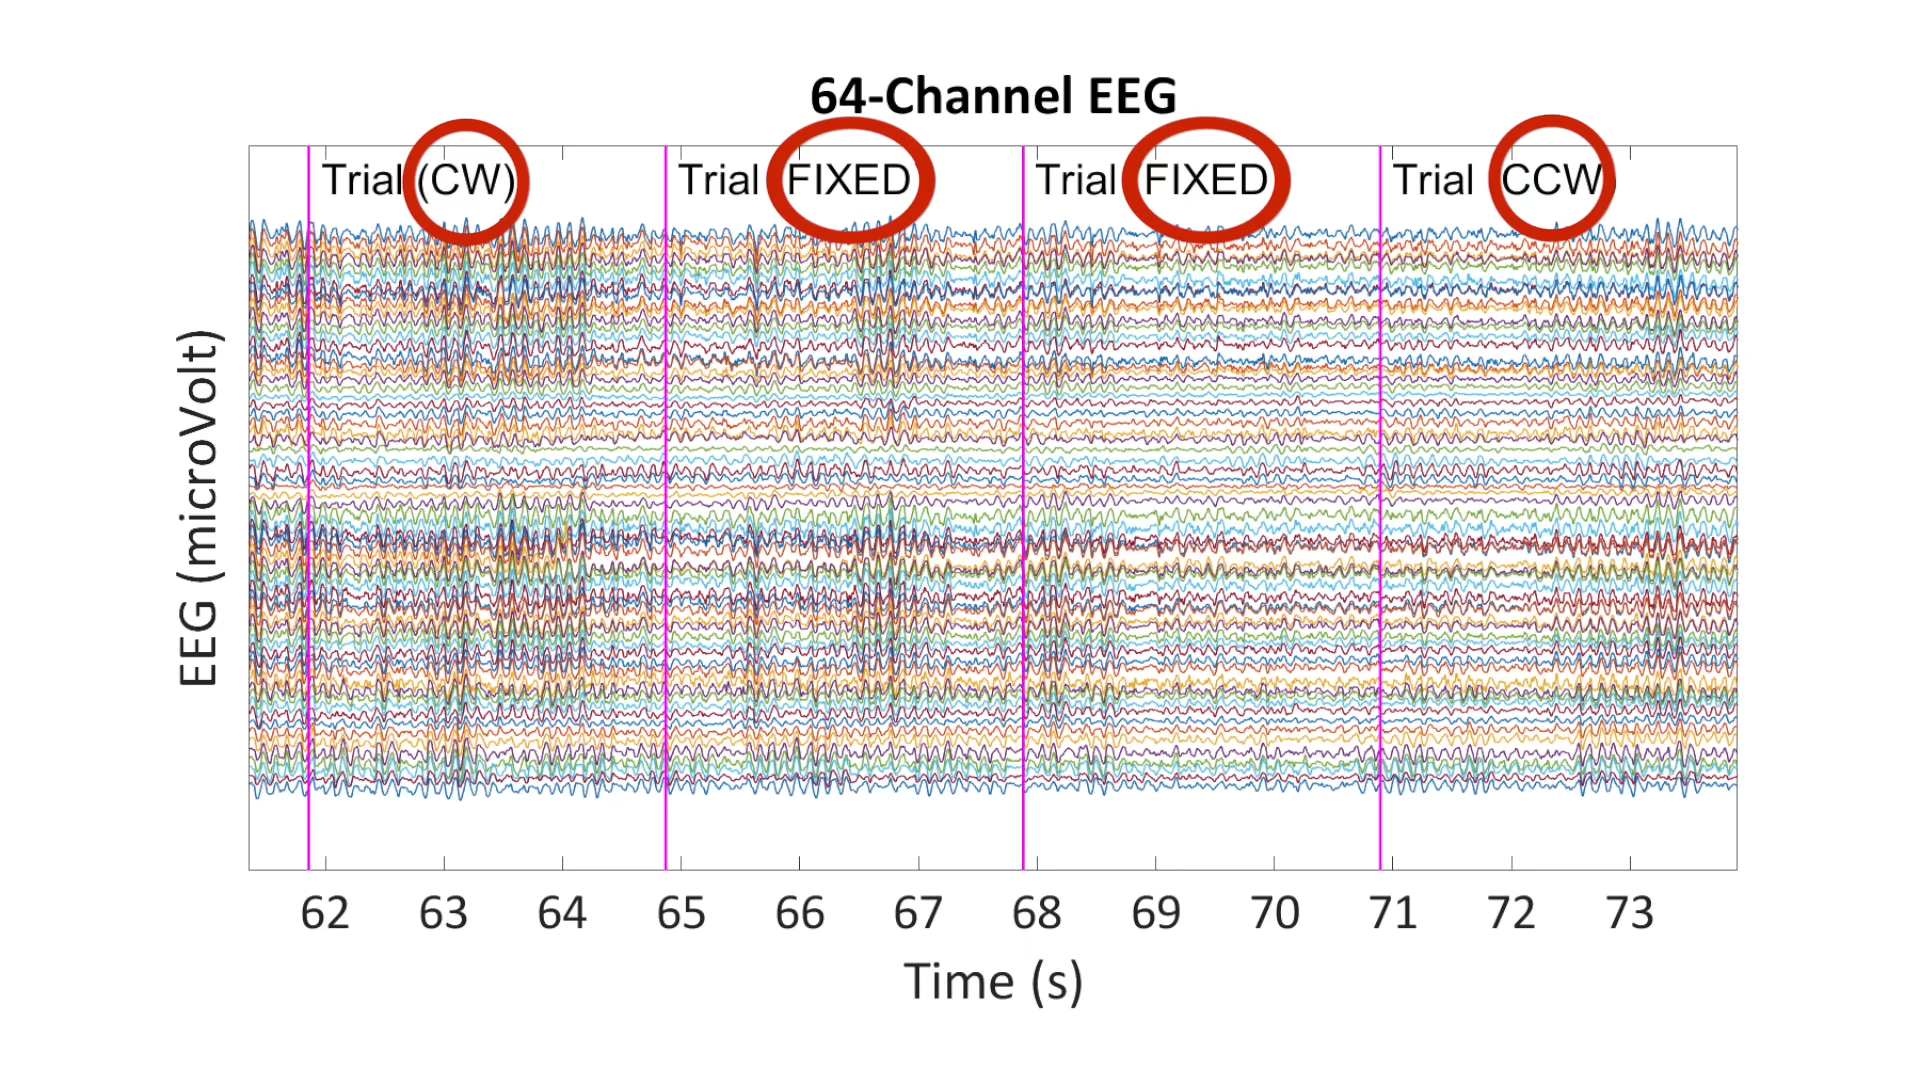 64-Channel EEG
Trial (CW) Trial FIXED Trial FIXED Trial CCW
EEG (microVolt)
62 63 64 65 66 67 68 69 70 71 72 73
Time (s)